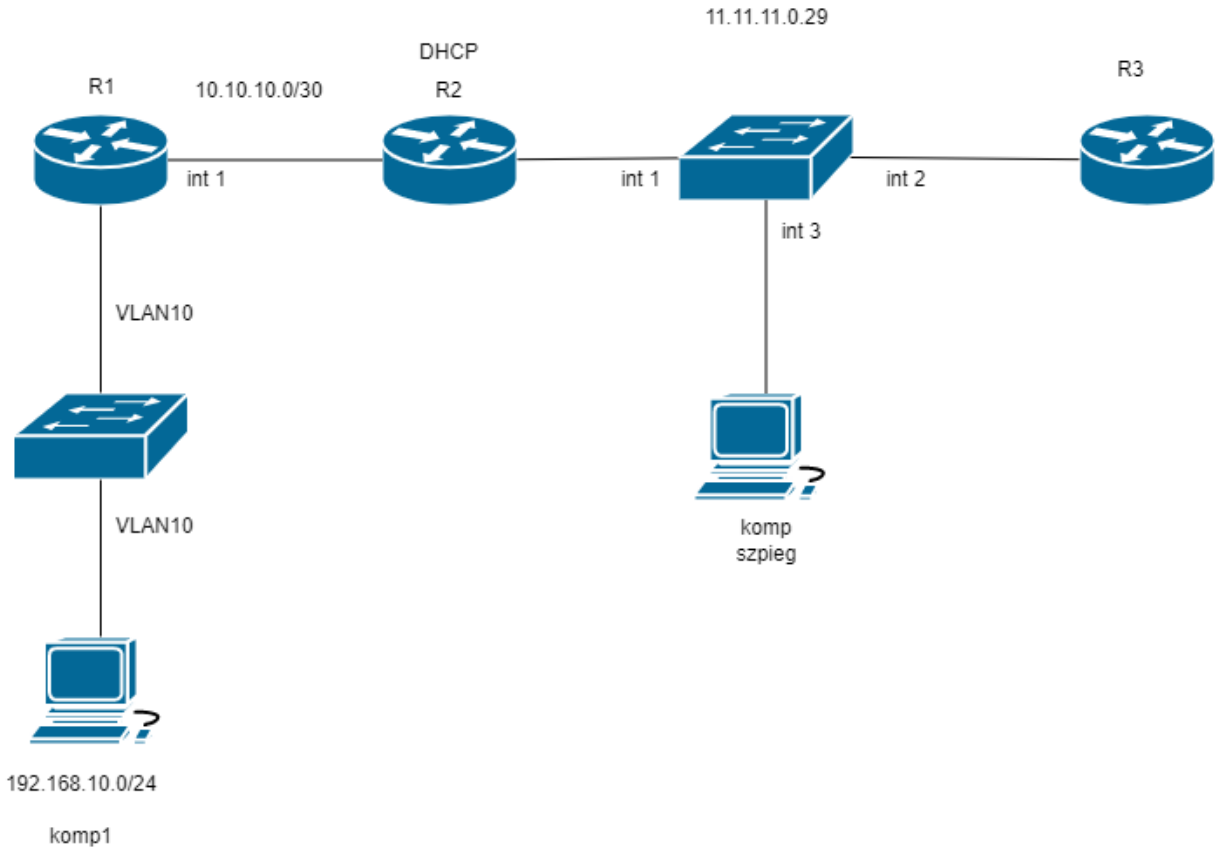 11.11.11.0.29
DHCP
R1
10.10.10.0/30
R2
R3
int 1
int 1
int 2
int 3
VLAN10
VLAN10
komp
szpieg
192.168.10.0/24
komp1